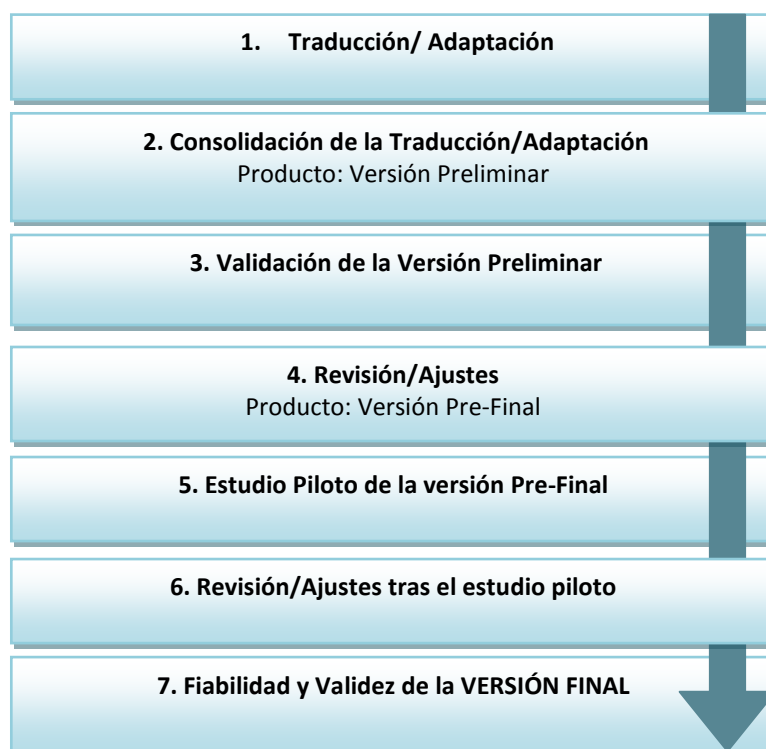 1. Traducción/ Adaptación
2. Consolidación de la Traducción/Adaptación
Producto: Versión Preliminar
3. Validación de la Versión Preliminar
4. Revisión/Ajustes
Producto: Versión Pre-Final
5. Estudio Piloto de la versión Pre-Final
6. Revisión/Ajustes tras el estudio piloto
7. Fiabilidad y Validez de la VERSIÓN FINAL